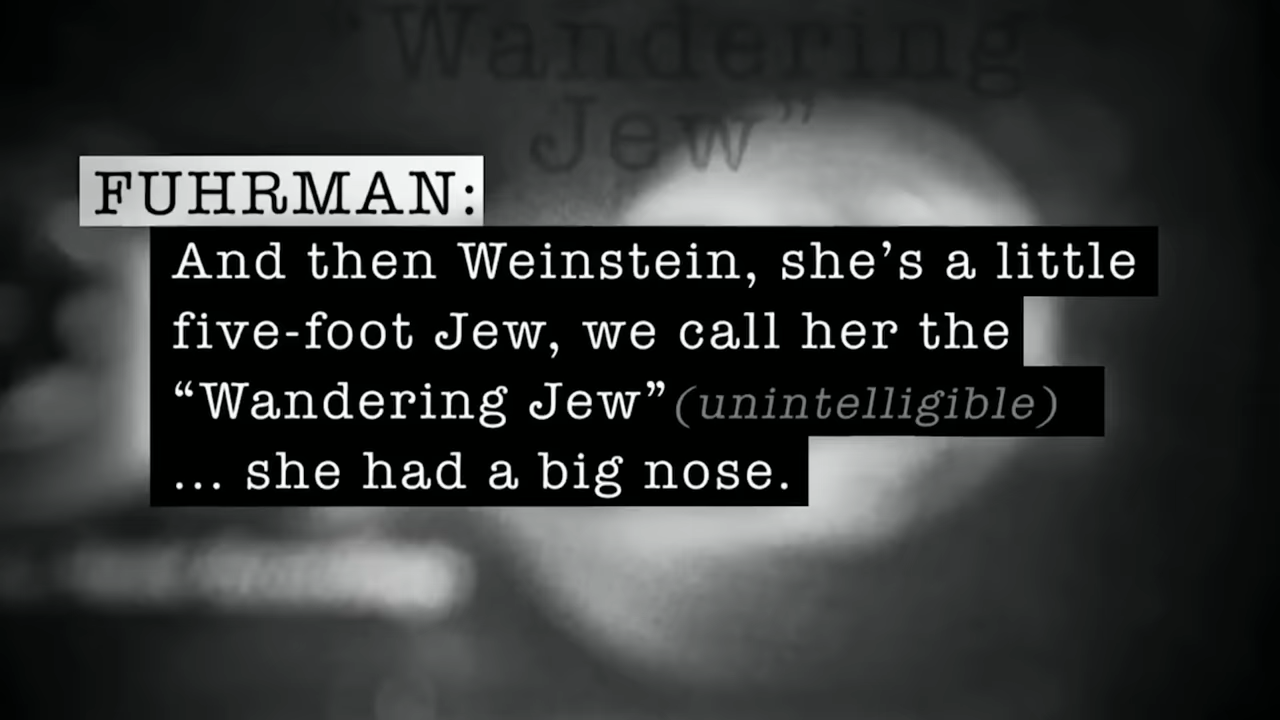 "Wandering
Jew"
FUHRMAN:
And then Weinstein, she's a little
five-foot Jew, we call her the
“Wandering Jew” (unintelligible)
... she had a big nose.